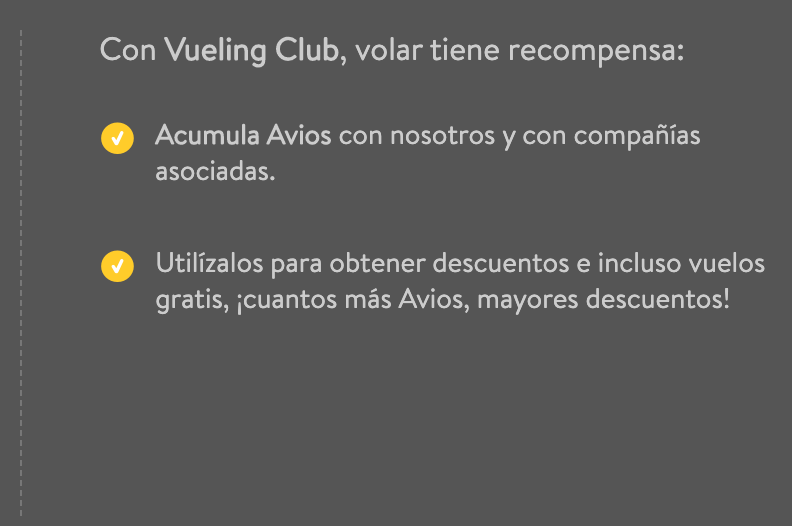 Con Vueling Club, volar tiene recompensa:
Acumula Avios con nosotros y con compañías
asociadas.
Utilízalos para obtener descuentos e incluso vuelos
gratis, ¡cuantos más Avios, mayores descuentos!